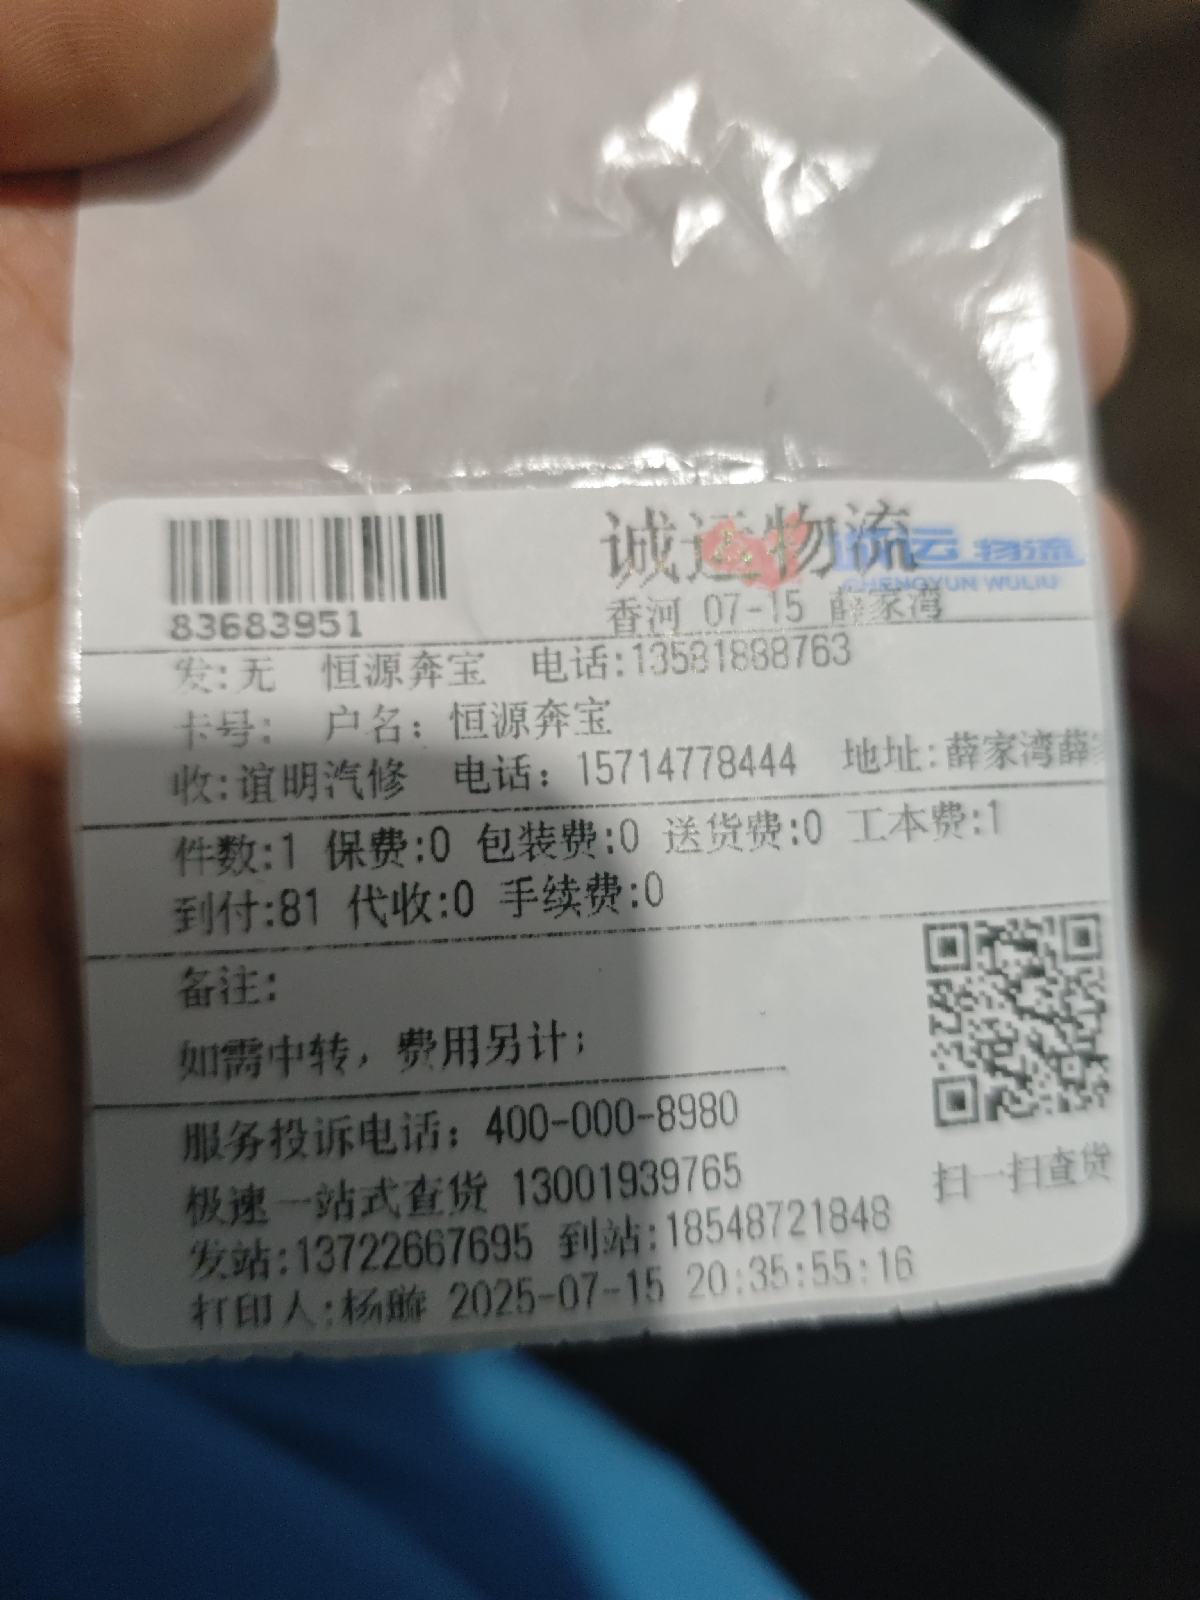 诚运物流
云 物流
CHENGYUN WULIU
83683951
香河 07-15 薛家湾
发:无 恒源奔宝 电话:13581888763
卡号: 户名：恒源奔宝
收:谊明汽修 电话：15714778444 地址:薛家湾薛家
件数:1 保费:0 包装费:0 送货费:0 工本费:1
到付:81 代收:0 手续费:0
备注:
如需中转，费用另计；
服务投诉电话：400-000-8980
极速一站式查货 13001939765
扫一扫查货
发站:13722667695 到站:18548721848
打印人:杨璇 2025-07-15 20:35:55:16